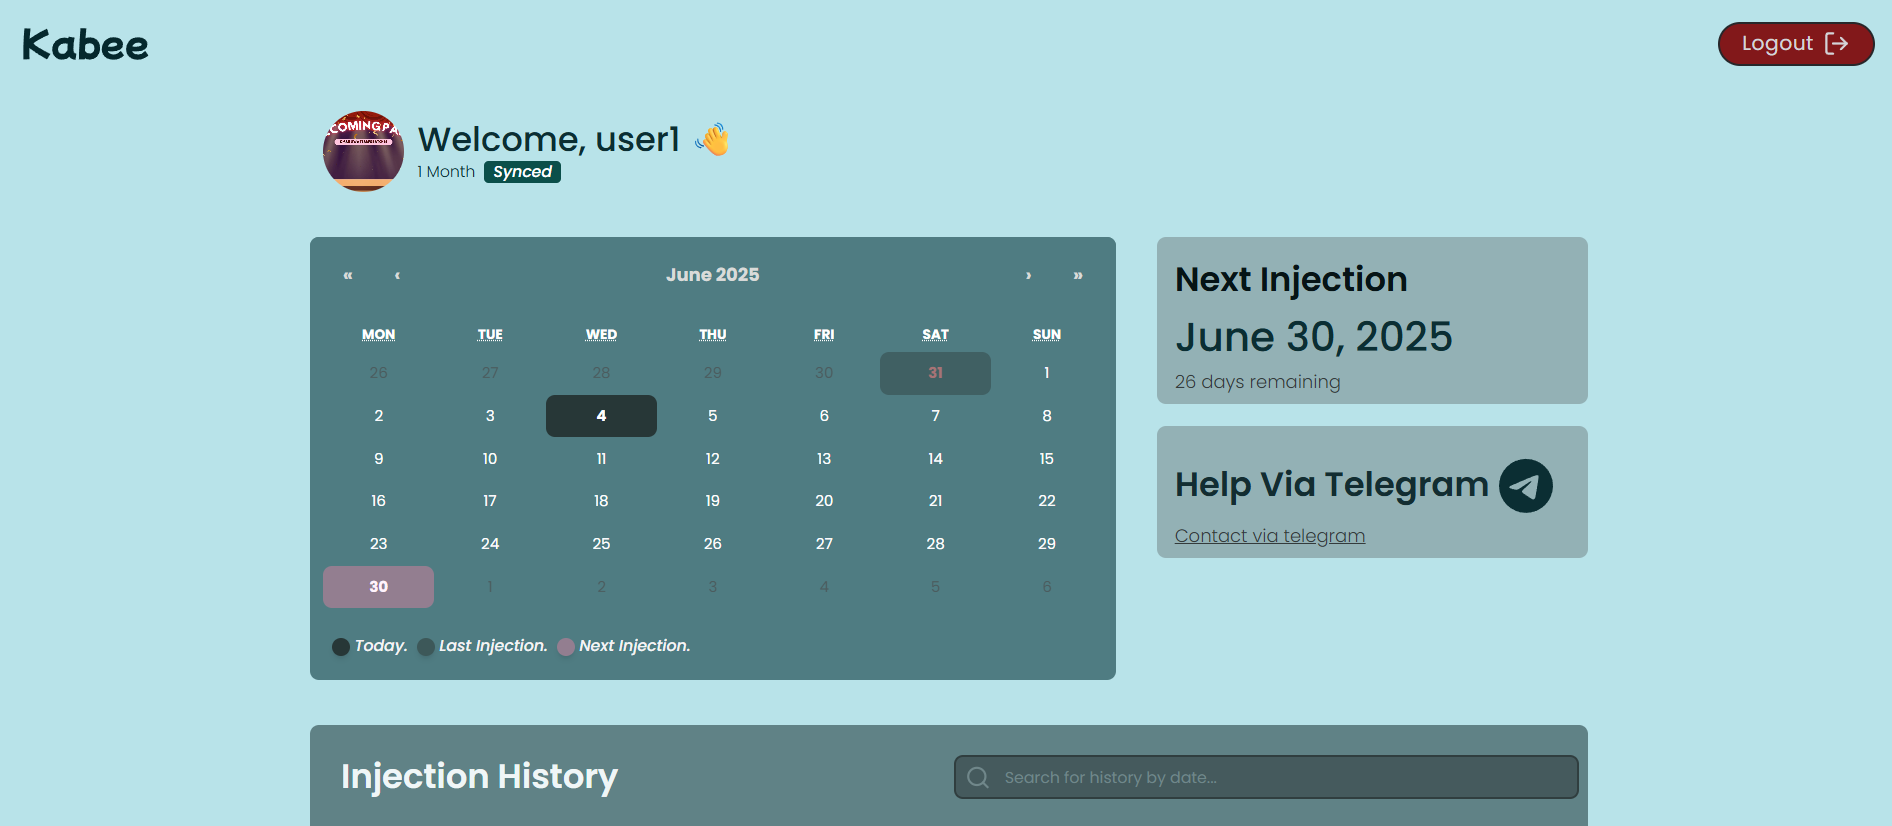 Kabee
Logout
COMING PA
Welcome, user1 👋
1 Month Synced
« ‹ June 2025 › »
MON TUE WED THU FRI SAT SUN
26 27 28 29 30 31 1
2 3 4 5 6 7 8
9 10 11 12 13 14 15
16 17 18 19 20 21 22
23 24 25 26 27 28 29
30 1 2 3 4 5 6
Today. Last Injection. Next Injection.
Next Injection
June 30, 2025
26 days remaining
Help Via Telegram
Contact via telegram
Injection History
Search for history by date...